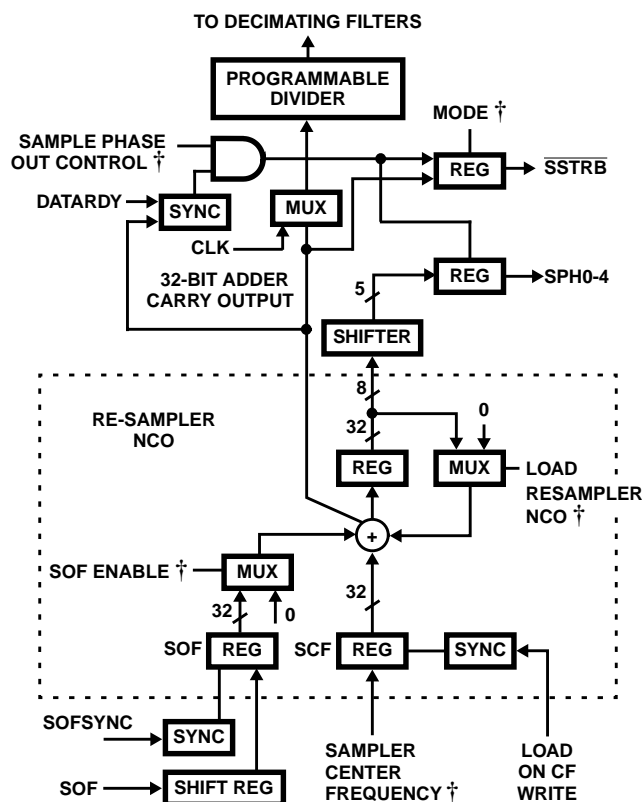 TO DECIMATING FILTERS
PROGRAMMABLE
DIVIDER
MODE †
SAMPLE PHASE
OUT CONTROL †
REG
SSTRB
DATARDY
SYNC
MUX
CLK
32-BIT ADDER
CARRY OUTPUT
REG
SPH0-4
5
SHIFTER
8
RE-SAMPLER
NCO
0
32
REG
MUX
LOAD
RESAMPLER
NCO †
+
SOF ENABLE †
MUX
32
0
32
SOF
REG
SCF
REG
SYNC
SOFSYNC
SYNC
SOF
SHIFT REG
SAMPLER
CENTER
FREQUENCY †
LOAD
ON CF
WRITE